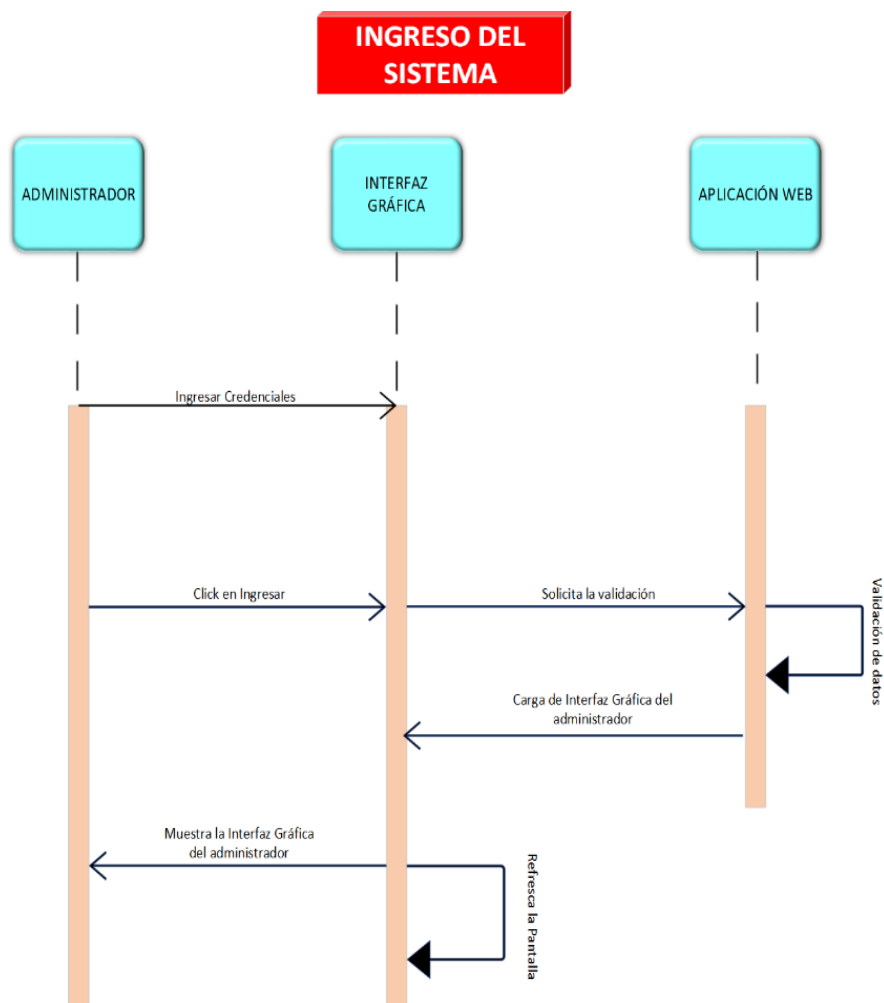 INGRESO DEL
SISTEMA
ADMINISTRADOR
INTERFAZ
GRÁFICA
APLICACIÓN WEB
Ingresar Credenciales
Click en Ingresar
Solicita la validación
Validación de datos
Carga de Interfaz Gráfica del
administrador
Muestra la Interfaz Gráfica
del administrador
Refresca la Pantalla